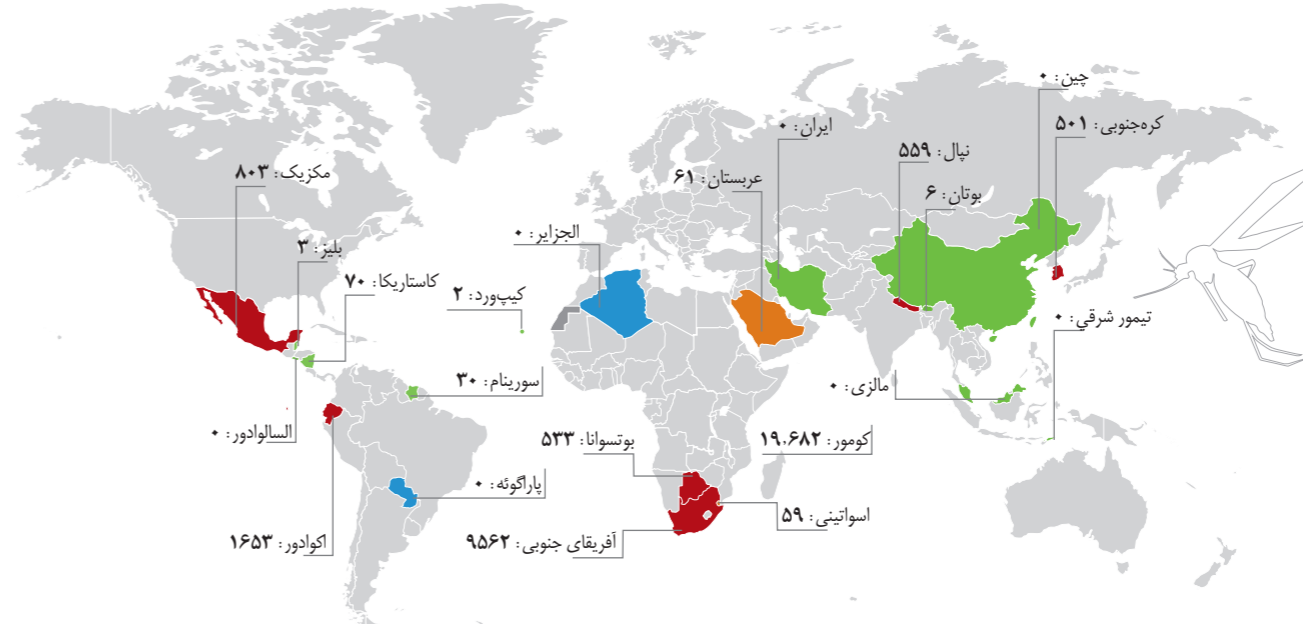 چین: ۰
کره‌جنوبی: ۵۰۱
ایران: ۰
نپال: ۵۵۹
عربستان: ۶۱
بوتان: ۶
مکزیک: ۸۰۳
الجزایر: ۰
بلیز: ۳
کاستاریکا: ۷۰
کیپ‌ورد: ۲
تیمور شرقی: ۰
سورینام: ۳۰
مالزی: ۰
السالوادور: ۰
بوتسوانا: ۵۳۳
کومور: ۱۹،۶۸۲
پاراگوئه: ۰
اسواتینی: ۵۹
اکوادور: ۱۶۵۳
آفریقای جنوبی: ۹۵۶۲